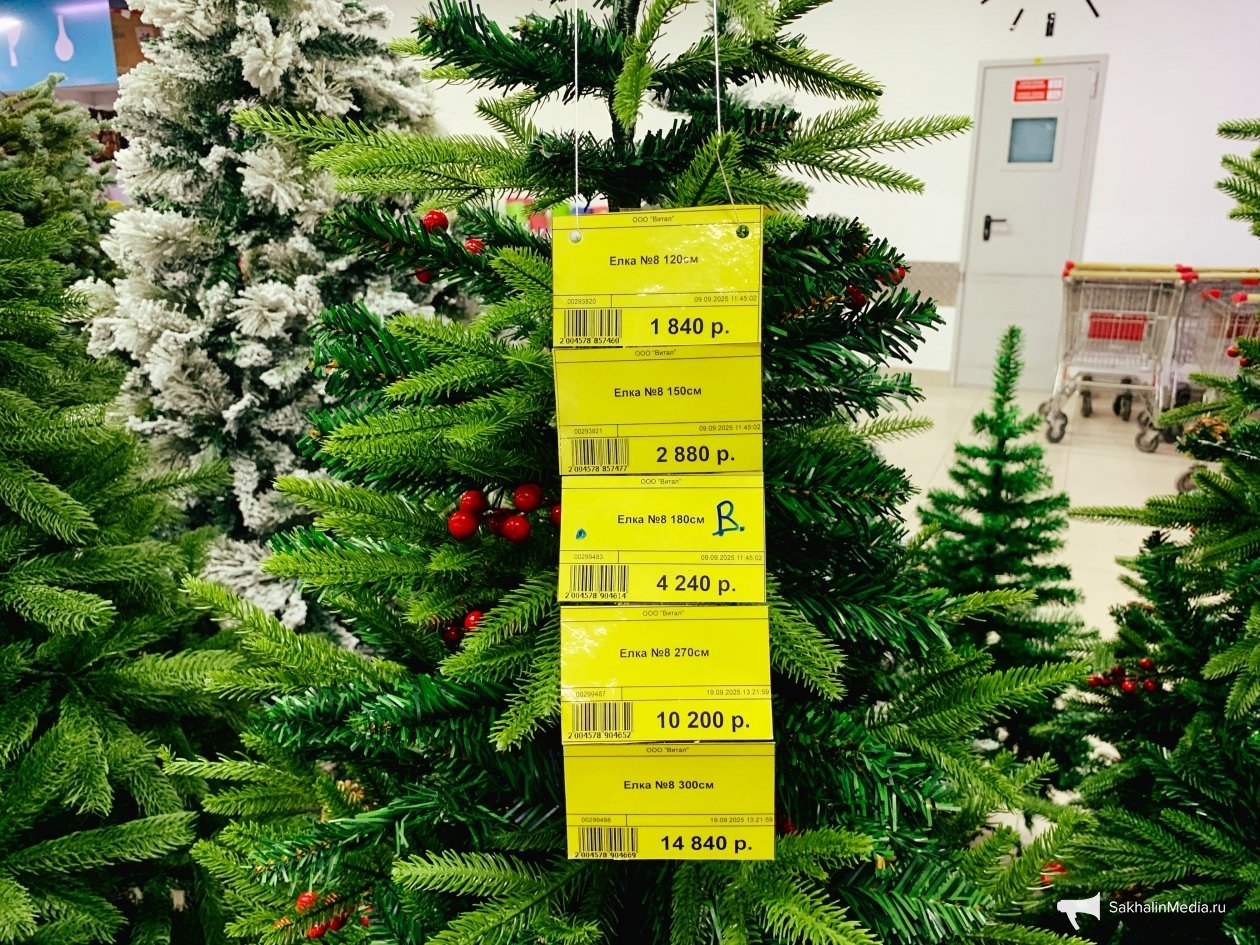 ООО "Витал"
Елка №8 120см
00293820 09.09.2025 11:45:02
1 840 р.
2 004578 857460
ООО "Витал"
Елка №8 150см
00293821 09.09.2025 11:45:02
2 880 р.
2 004578 857477
ООО "Витал"
Елка №8 180см В.
00299483 09.09.2025 11:45:02
4 240 р.
2 004578 904614
ООО "Витал"
Елка №8 270см
00299487 19.09.2025 13:21:59
10 200 р.
2 004578 904652
ООО "Витал"
Елка №8 300см
00299488 19.09.2025 13:21:59
14 840 р.
2 004578 904669
SakhalinMedia.ru